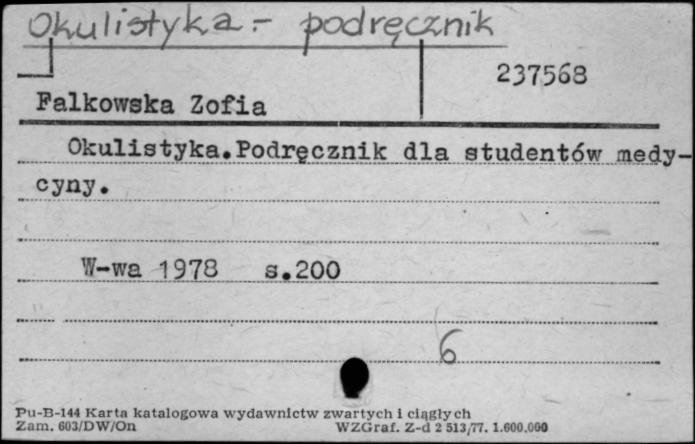 Okulistyka - podręcznik
237568
Falkowska Zofia
Okulistyka.Podręcznik dla studentów medy-
cyny.
W-wa 1978 s.200
6
Pu-B-144 Karta katalogowa wydawnictw zwartych i ciągłych
Zam. 603/DW/On WZGraf. Z-d 2 513/77. 1.600.000